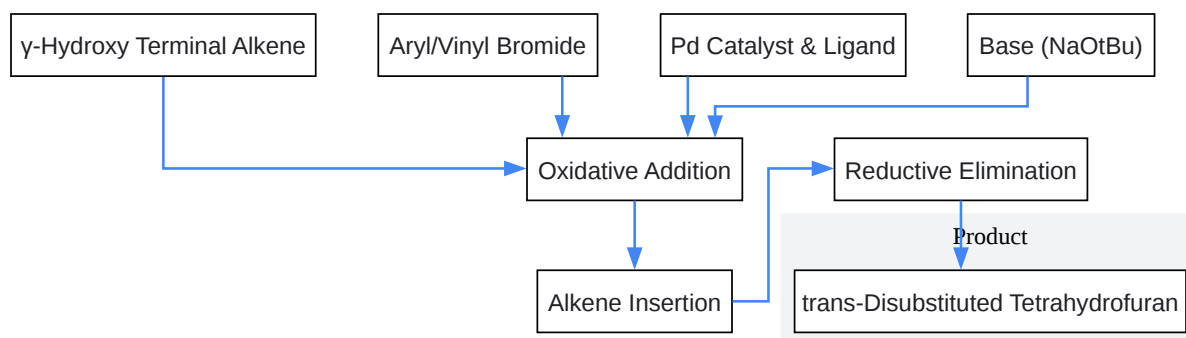 γ-Hydroxy Terminal Alkene
Aryl/Vinyl Bromide
Pd Catalyst & Ligand
Base (NaOtBu)
Oxidative Addition
Reductive Elimination
Product
Alkene Insertion
trans-Disubstituted Tetrahydrofuran